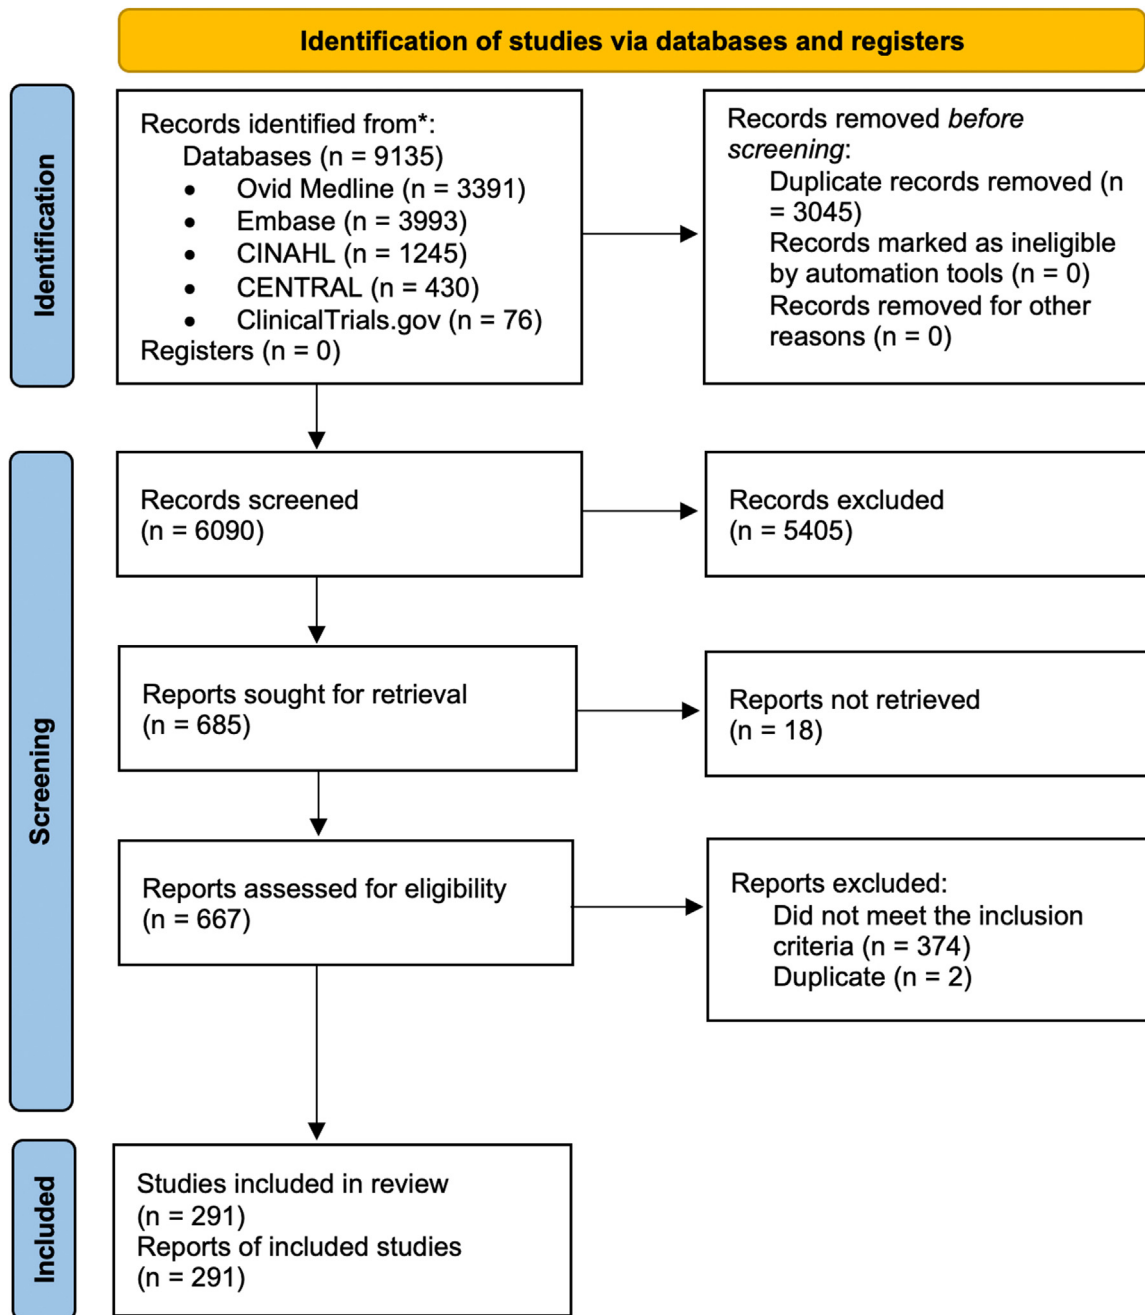 Identification of studies via databases and registers
Identification
Records identified from*:
Databases (n = 9135)
• Ovid Medline (n = 3391)
• Embase (n = 3993)
• CINAHL (n = 1245)
• CENTRAL (n = 430)
• ClinicalTrials.gov (n = 76)
Registers (n = 0)
Records removed before
screening:
Duplicate records removed (n
= 3045)
Records marked as ineligible
by automation tools (n = 0)
Records removed for other
reasons (n = 0)
Screening
Records screened
(n = 6090)
Records excluded
(n = 5405)
Reports sought for retrieval
(n = 685)
Reports not retrieved
(n = 18)
Reports assessed for eligibility
(n = 667)
Reports excluded:
Did not meet the inclusion
criteria (n = 374)
Duplicate (n = 2)
Included
Studies included in review
(n = 291)
Reports of included studies
(n = 291)